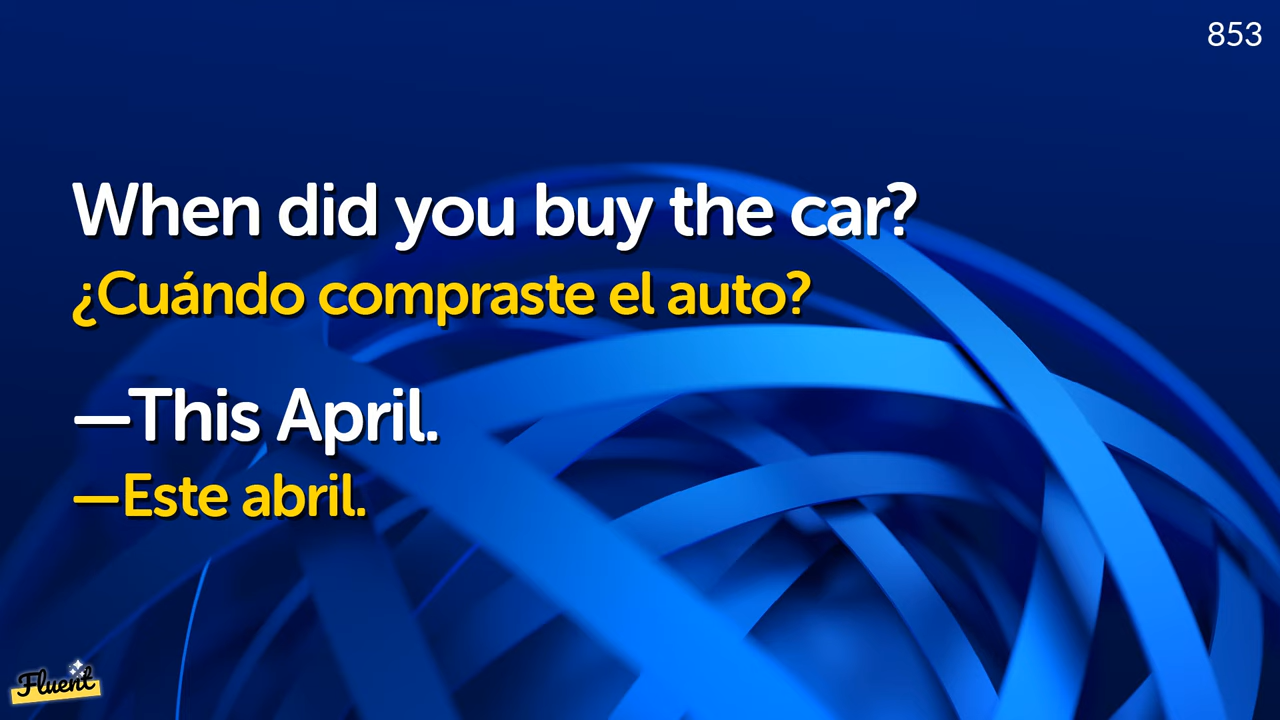 853
When did you buy the car?
¿Cuándo compraste el auto?
—This April.
—Este abril.
Fluent